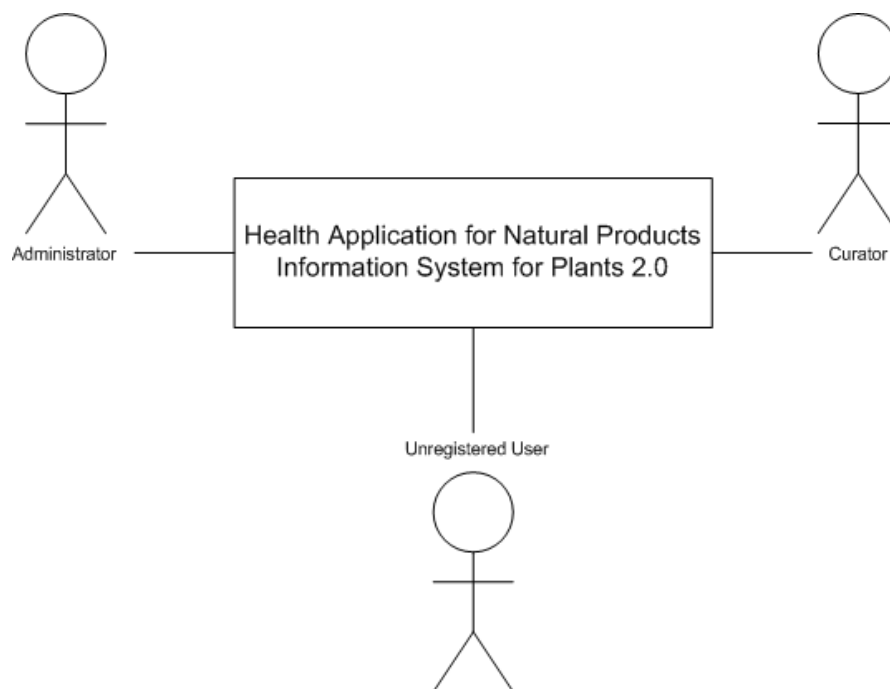 Health Application for Natural Products
Information System for Plants 2.0
Administrator
Curator
Unregistered User